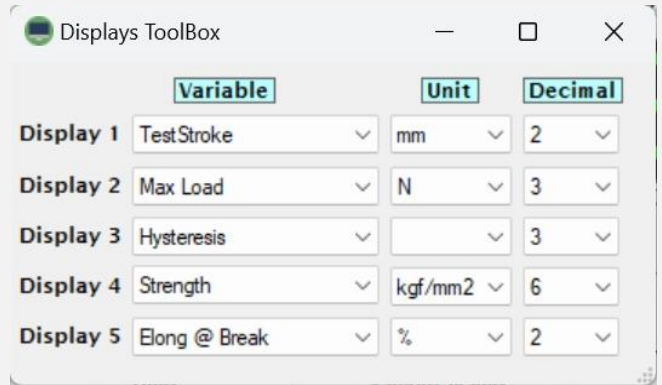 Displays ToolBox
Variable Unit Decimal
Display 1 TestStroke mm 2
Display 2 Max Load N 3
Display 3 Hysteresis 3
Display 4 Strength kgf/mm2 6
Display 5 Elong @ Break % 2